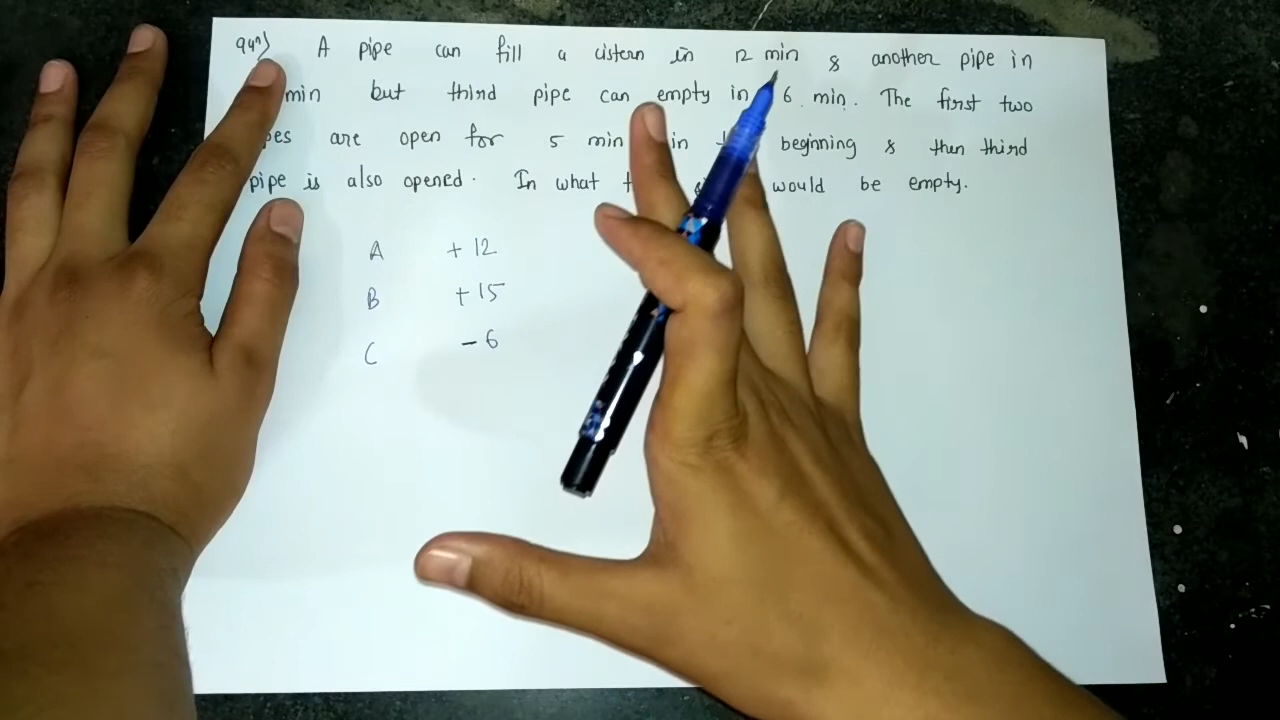 A pipe can fill a cistern in 12 min & another pipe in
min but third pipe can empty in 6 min. The first two
are open for 5 min in beginning & then third
pipe is also opened. In what would be empty.
A +12
B +15
C -6